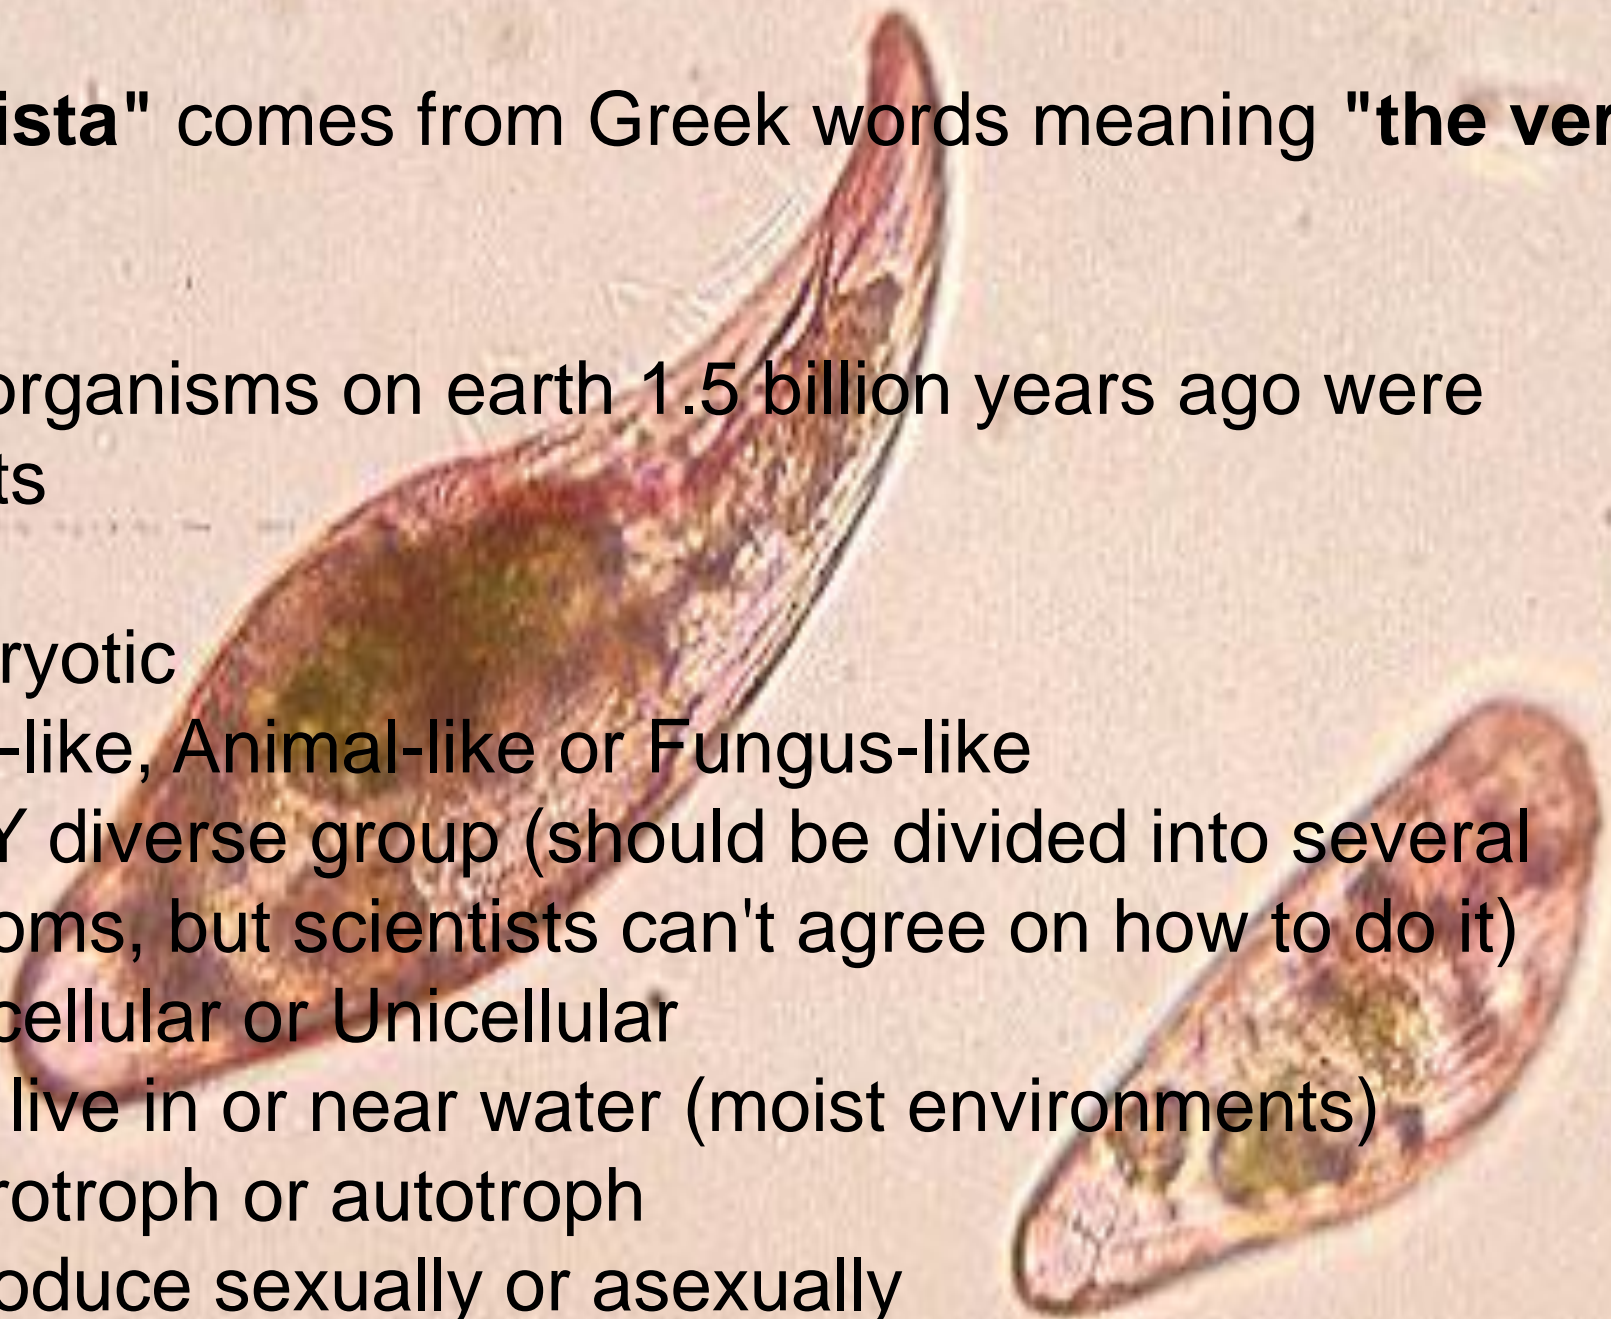 ista" comes from Greek words meaning "the ver
organisms on earth 1.5 billion years ago were
ts
ryotic
-like, Animal-like or Fungus-like
Y diverse group (should be divided into several
oms, but scientists can't agree on how to do it)
cellular or Unicellular
live in or near water (moist environments)
rotroph or autotroph
oduce sexually or asexually